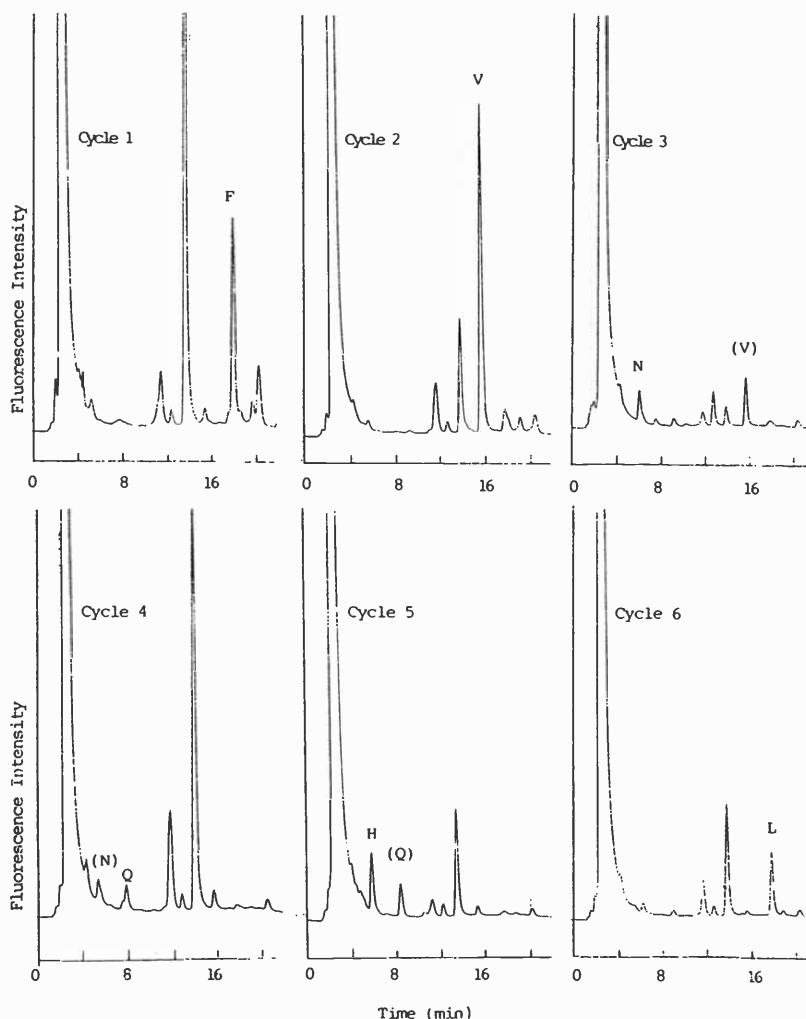 V
Cycle 1
Cycle 2
Cycle 3
F
N
(V)
Fluorescence Intensity
0
8
16
0
8
16
0
8
16
Cycle 4
Cycle 5
Cycle 6
(N)
Q
H
(Q)
L
Fluorescence Intensity
0
8
16
0
8
16
0
8
16
Time (min)